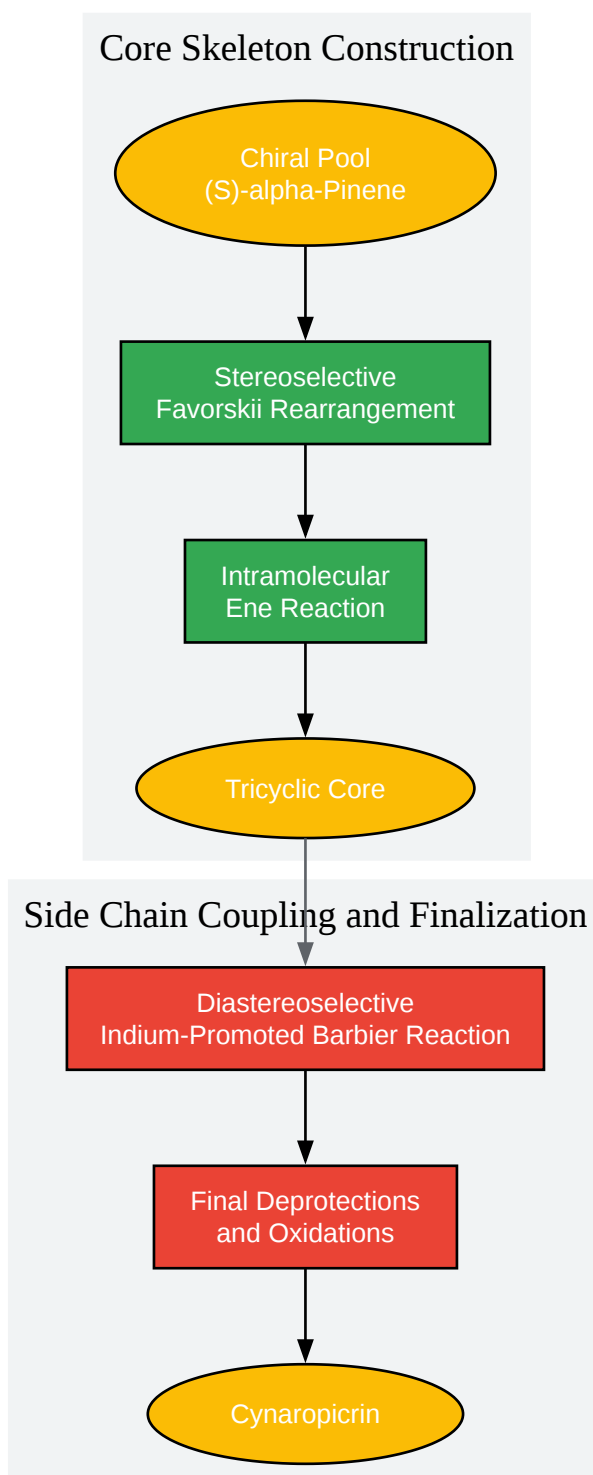 Core Skeleton Construction
Chiral Pool
(S)-alpha-Pinene
Stereoselective
Favorskii Rearrangement
Intramolecular
Ene Reaction
Tricyclic Core
Side Chain Coupling and Finalization
Diastereoselective
Indium-Promoted Barbier Reaction
Final Deprotections
and Oxidations
Cynaropicrin